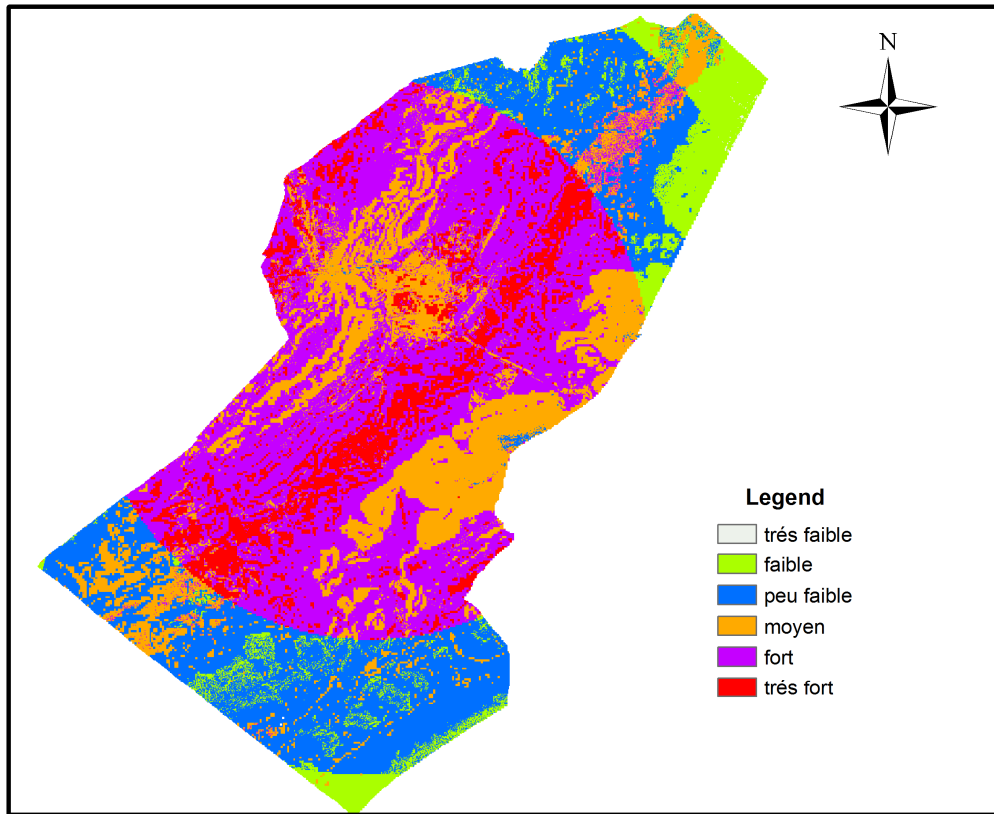 N
Legend
trés faible
faible
peu faible
moyen
fort
trés fort